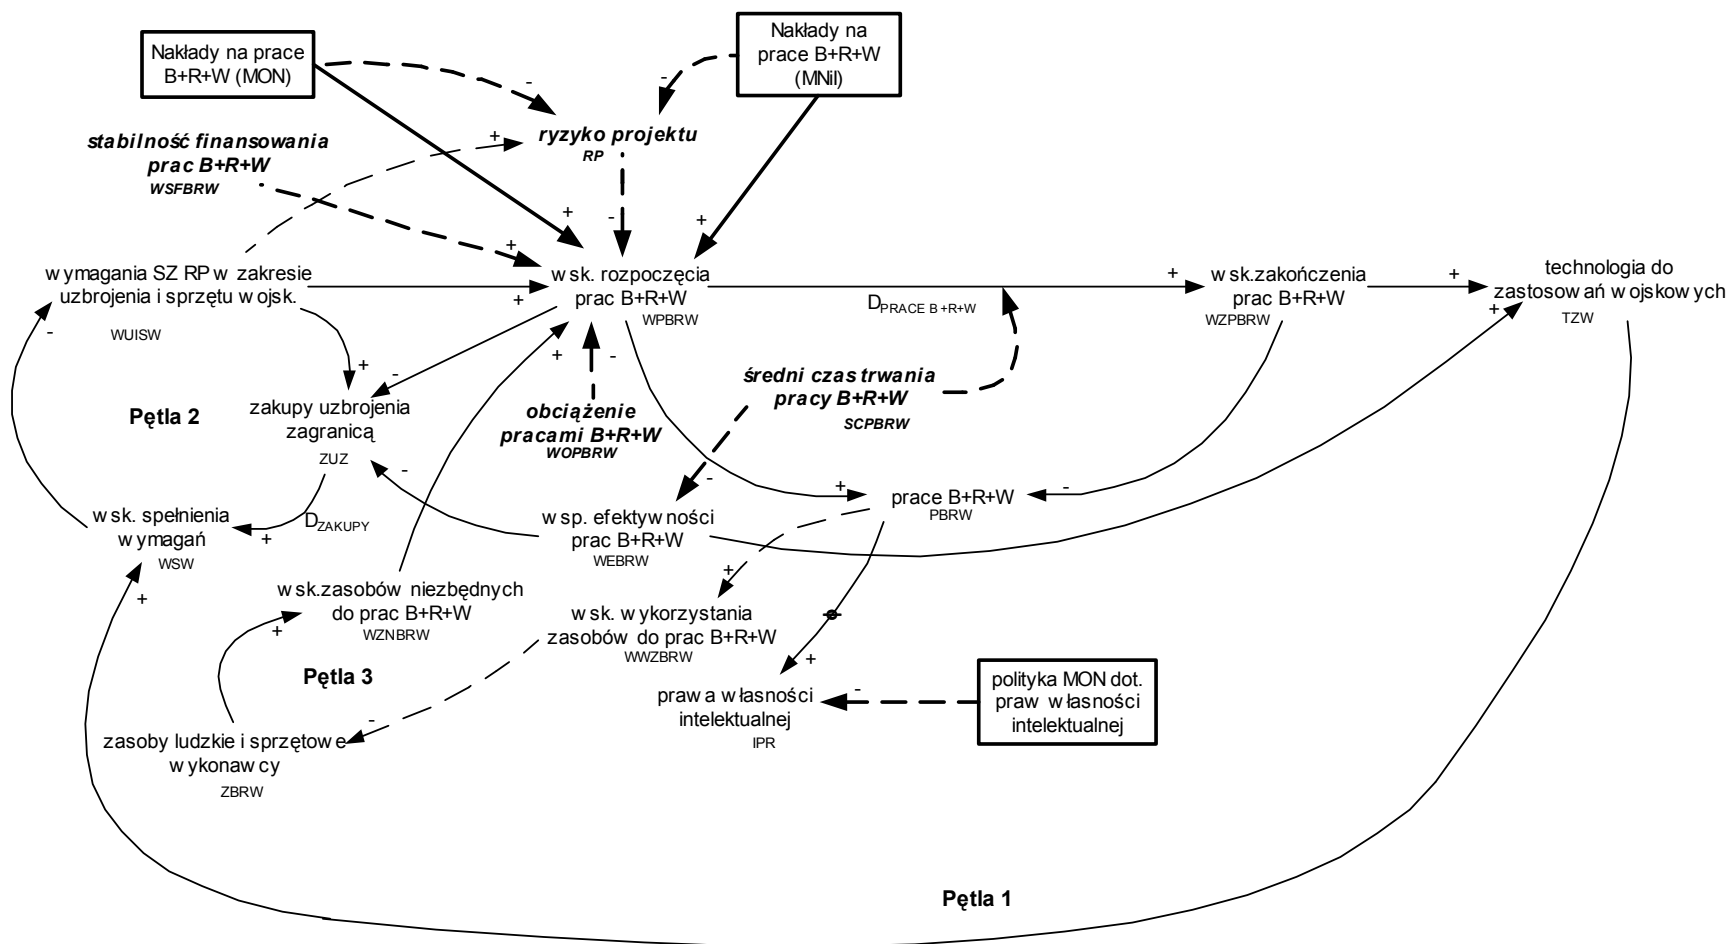 Nakłady na prace
B+R+W (MON)
Nakłady na
prace B+R+W
(MNiI)
-
-
stabilność finansowania
prac B+R+W
WSFBRW
+
ryzyko projektu
RP
+
-
+
+
wymagania SZ RP w zakresie
uzbrojenia i sprzętu wojsk.
WUISW
+
wsk. rozpoczęcia
prac B+R+W
WPBRW
DPRACE B+R+W
+
wsk.zakończenia
prac B+R+W
WZPBRW
+
technologia do
zastosowań wojskowych
TZW
+
-
+
-
+
-
średni czas trwania
pracy B+R+W
SCPBRW
Pętla 2
zakupy uzbrojenia
zagranicą
ZUZ
obciążenie
pracami B+R+W
WOPBRW
-
-
+
-
prace B+R+W
PBRW
wsk. spełnienia
wymagań
WSW
+
DZAKUPY
wsp. efektywności
prac B+R+W
WEBRW
+
+
wsk.zasobów niezbędnych
do prac B+R+W
WZNBRW
+
wsk. wykorzystania
zasobów do prac B+R+W
WWZBRW
+
Pętla 3
polityka MON dot.
praw własności
intelektualnej
-
prawa własności
intelektualnej
IPR
-
zasoby ludzkie i sprzętowe
wykonawcy
ZBRW
Pętla 1